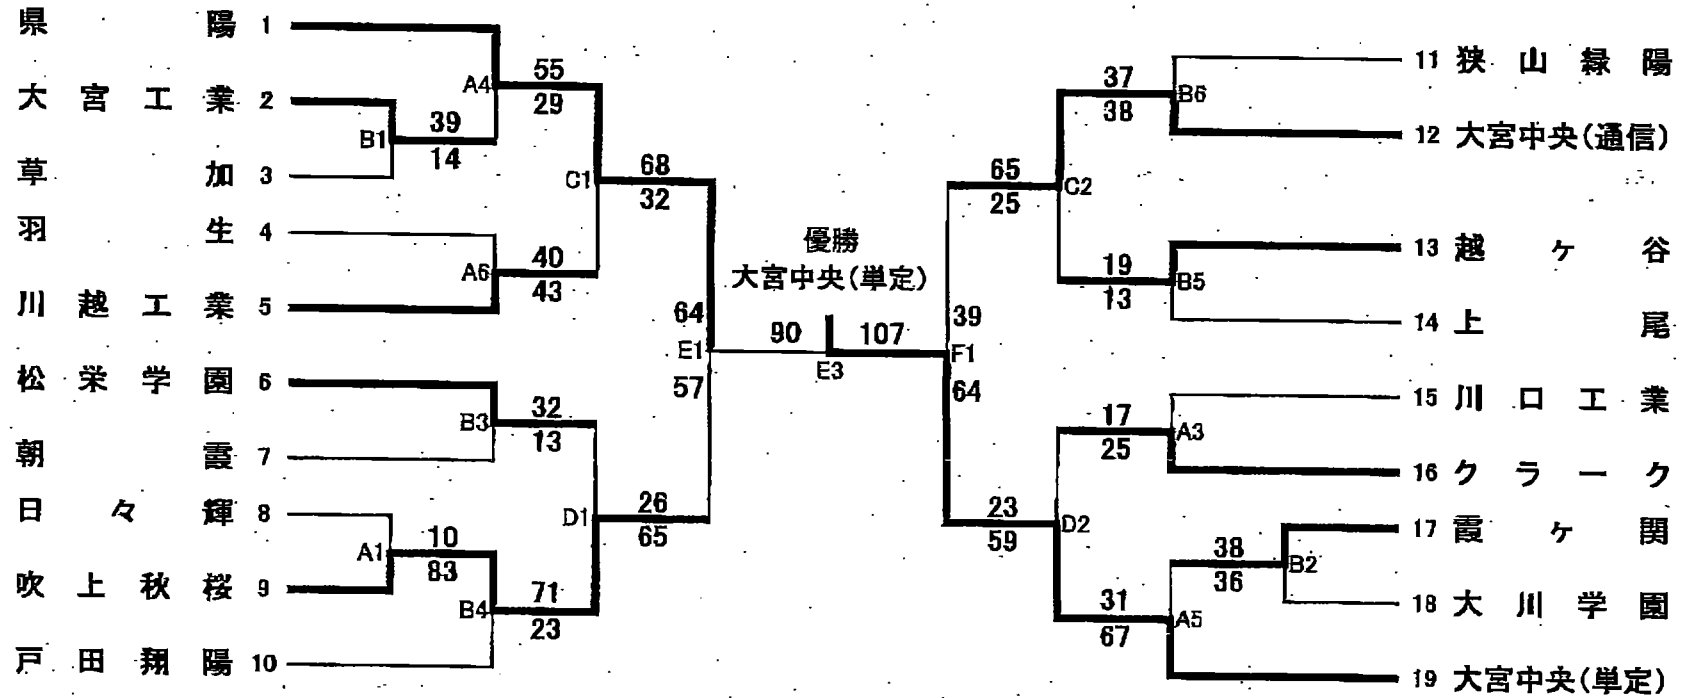 県陽 1
大宮工業 2
草加 3
羽生 4
川越工業 5
松栄学園 6
朝霞 7
日々輝 8
吹上秋桜 9
戸田翔陽 10
B1
39
14
A1
10
83
A4
55
29
A6
40
43
B3
32
13
B4
71
23
C1
68
32
D1
26
65
64
E1
57
優勝
大宮中央(単定)
90
107
E3
39
F1
64
65
25
C2
23
59
D2
37
38
B6
19
13
B5
17
25
A3
31
67
A5
38
36
B2
11 狭山緑陽
12 大宮中央(通信)
13 越ヶ谷
14 上尾
15 川口工業
16 クラーク
17 霞ヶ関
18 大川学園
19 大宮中央(単定)